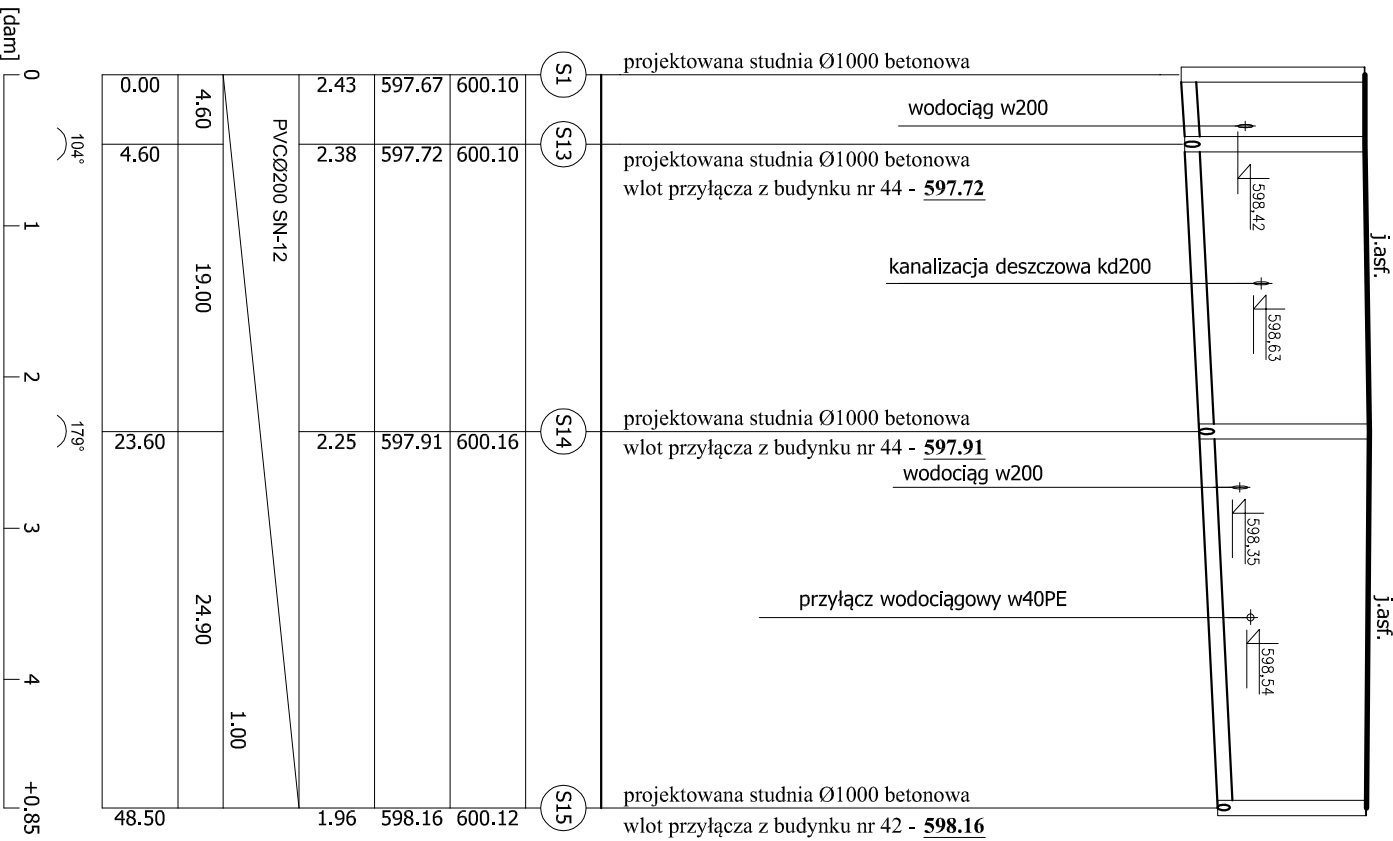 j.asf.
j.asf.
598,42
598,63
598,35
598,54
wodociąg w200
kanalizacja deszczowa kd200
wodociąg w200
przyłącz wodociągowy w40PE
projektowana studnia Ø1000 betonowa
projektowana studnia Ø1000 betonowa
wlot przyłącza z budynku nr 44 - 597.72
projektowana studnia Ø1000 betonowa
wlot przyłącza z budynku nr 44 - 597.91
projektowana studnia Ø1000 betonowa
wlot przyłącza z budynku nr 42 - 598.16
S1
S13
S14
S15
600.10
600.10
600.16
600.12
597.67
597.72
597.91
598.16
2.43
2.38
2.25
1.96
PVCØ200 SN-12
1.00
4.60
19.00
24.90
0.00
4.60
23.60
48.50
104°
179°
[dam]
0
1
2
3
4
+0.85